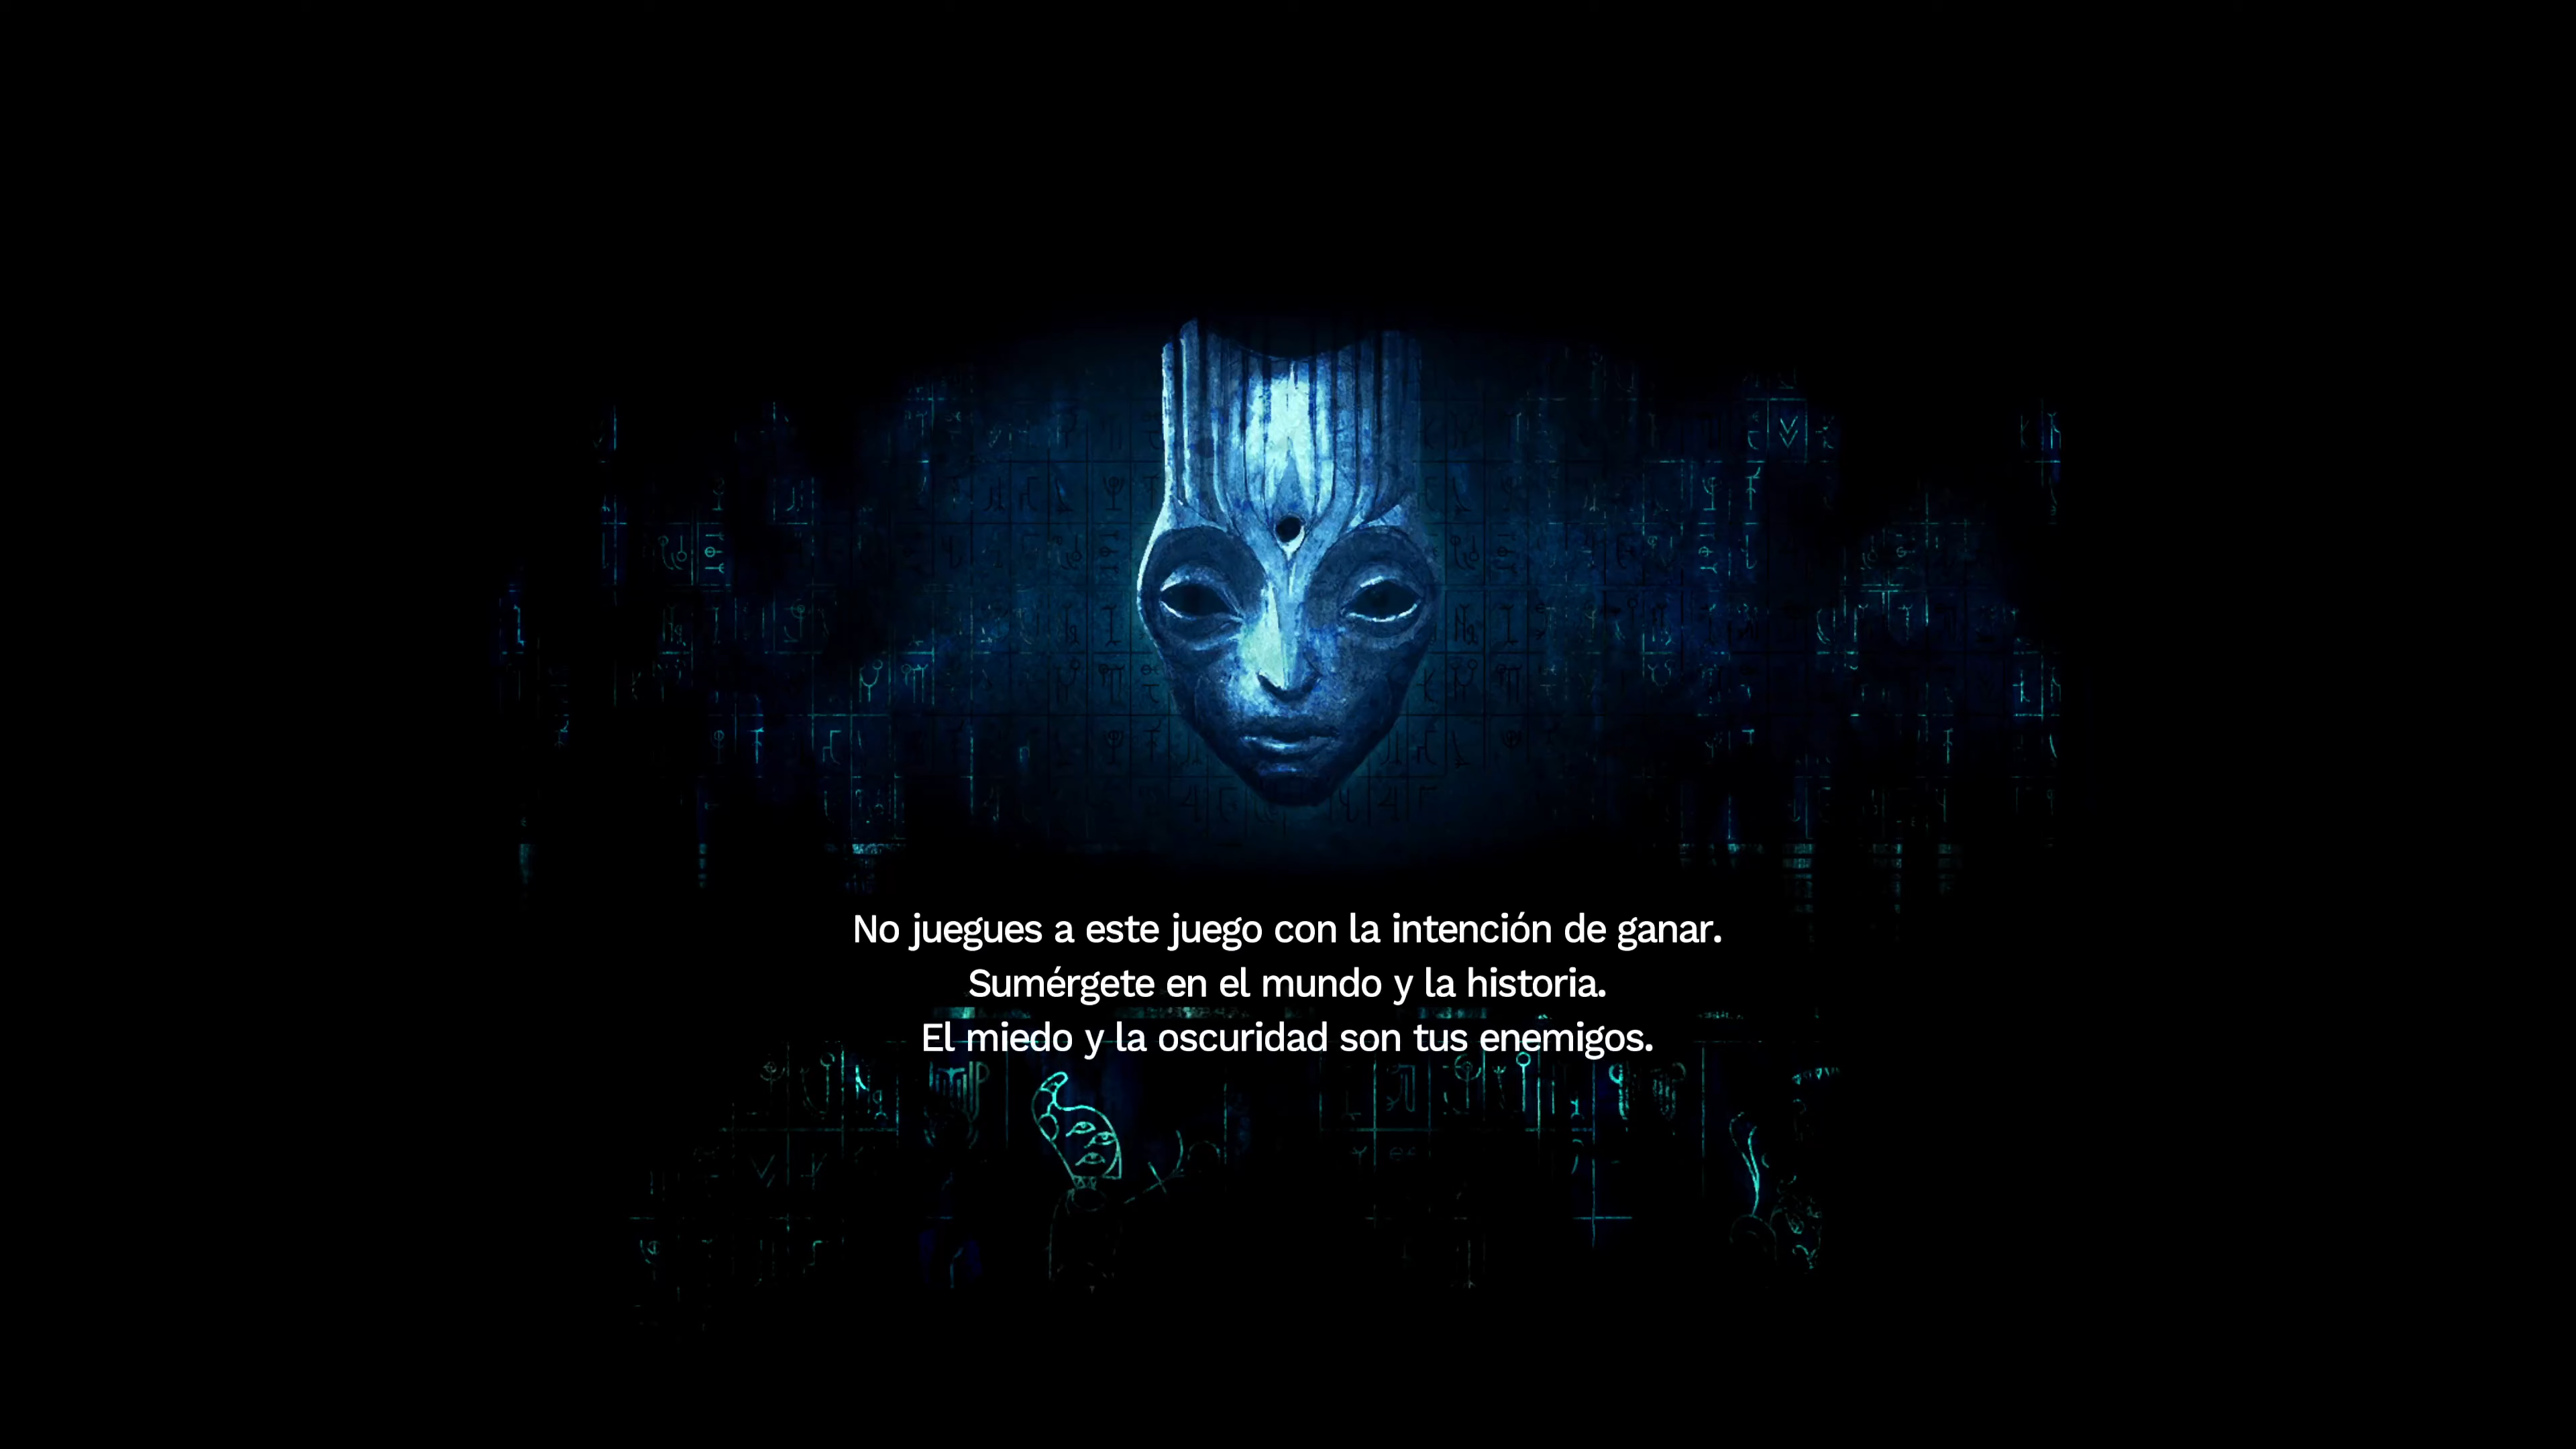 No juegues a este juego con la intención de ganar.
Sumérgete en el mundo y la historia.
El miedo y la oscuridad son tus enemigos.